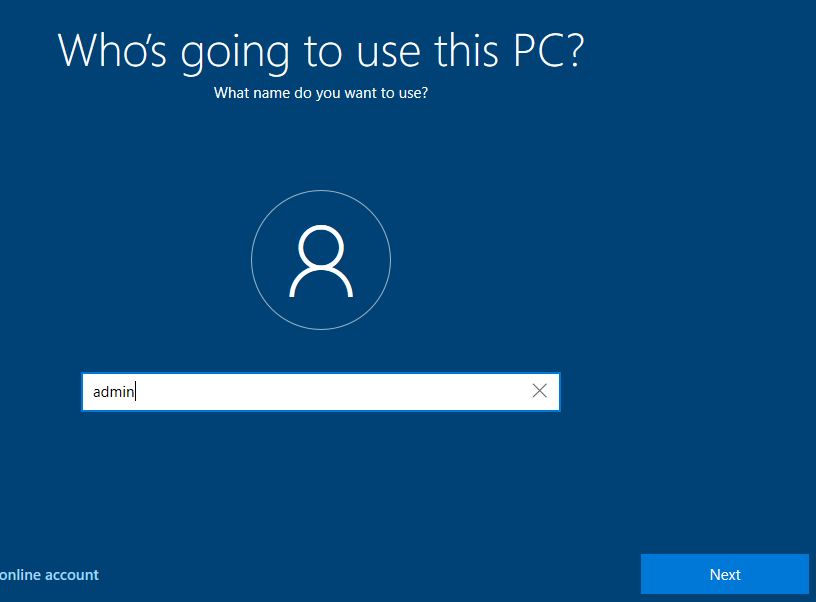 Who's going to use this PC?
What name do you want to use?
admin
online account
Next